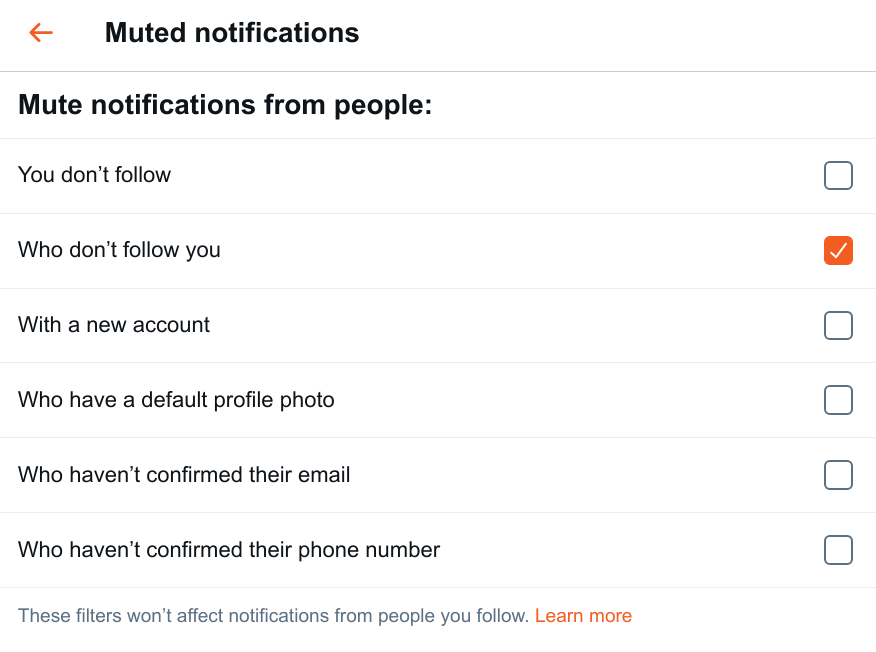 Muted notifications
Mute notifications from people:
You don’t follow
Who don’t follow you
With a new account
Who have a default profile photo
Who haven’t confirmed their email
Who haven’t confirmed their phone number
These filters won’t affect notifications from people you follow. Learn more